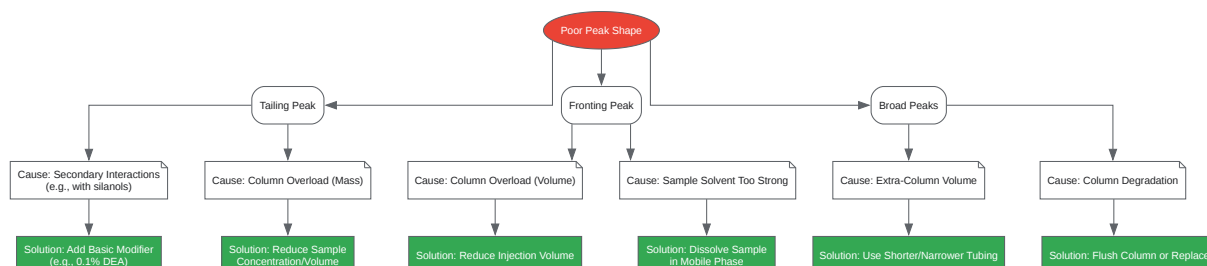 Poor Peak Shape
Tailing Peak
Fronting Peak
Broad Peaks
Cause: Secondary Interactions
(e.g., with silanols)
Cause: Column Overload (Mass)
Cause: Column Overload (Volume)
Cause: Sample Solvent Too Strong
Cause: Extra-Column Volume
Cause: Column Degradation
Solution: Add Basic Modifier
(e.g., 0.1% DEA)
Solution: Reduce Sample
Concentration/Volume
Solution: Reduce Injection Volume
Solution: Dissolve Sample
in Mobile Phase
Solution: Use Shorter/Narrower Tubing
Solution: Flush Column or Replace